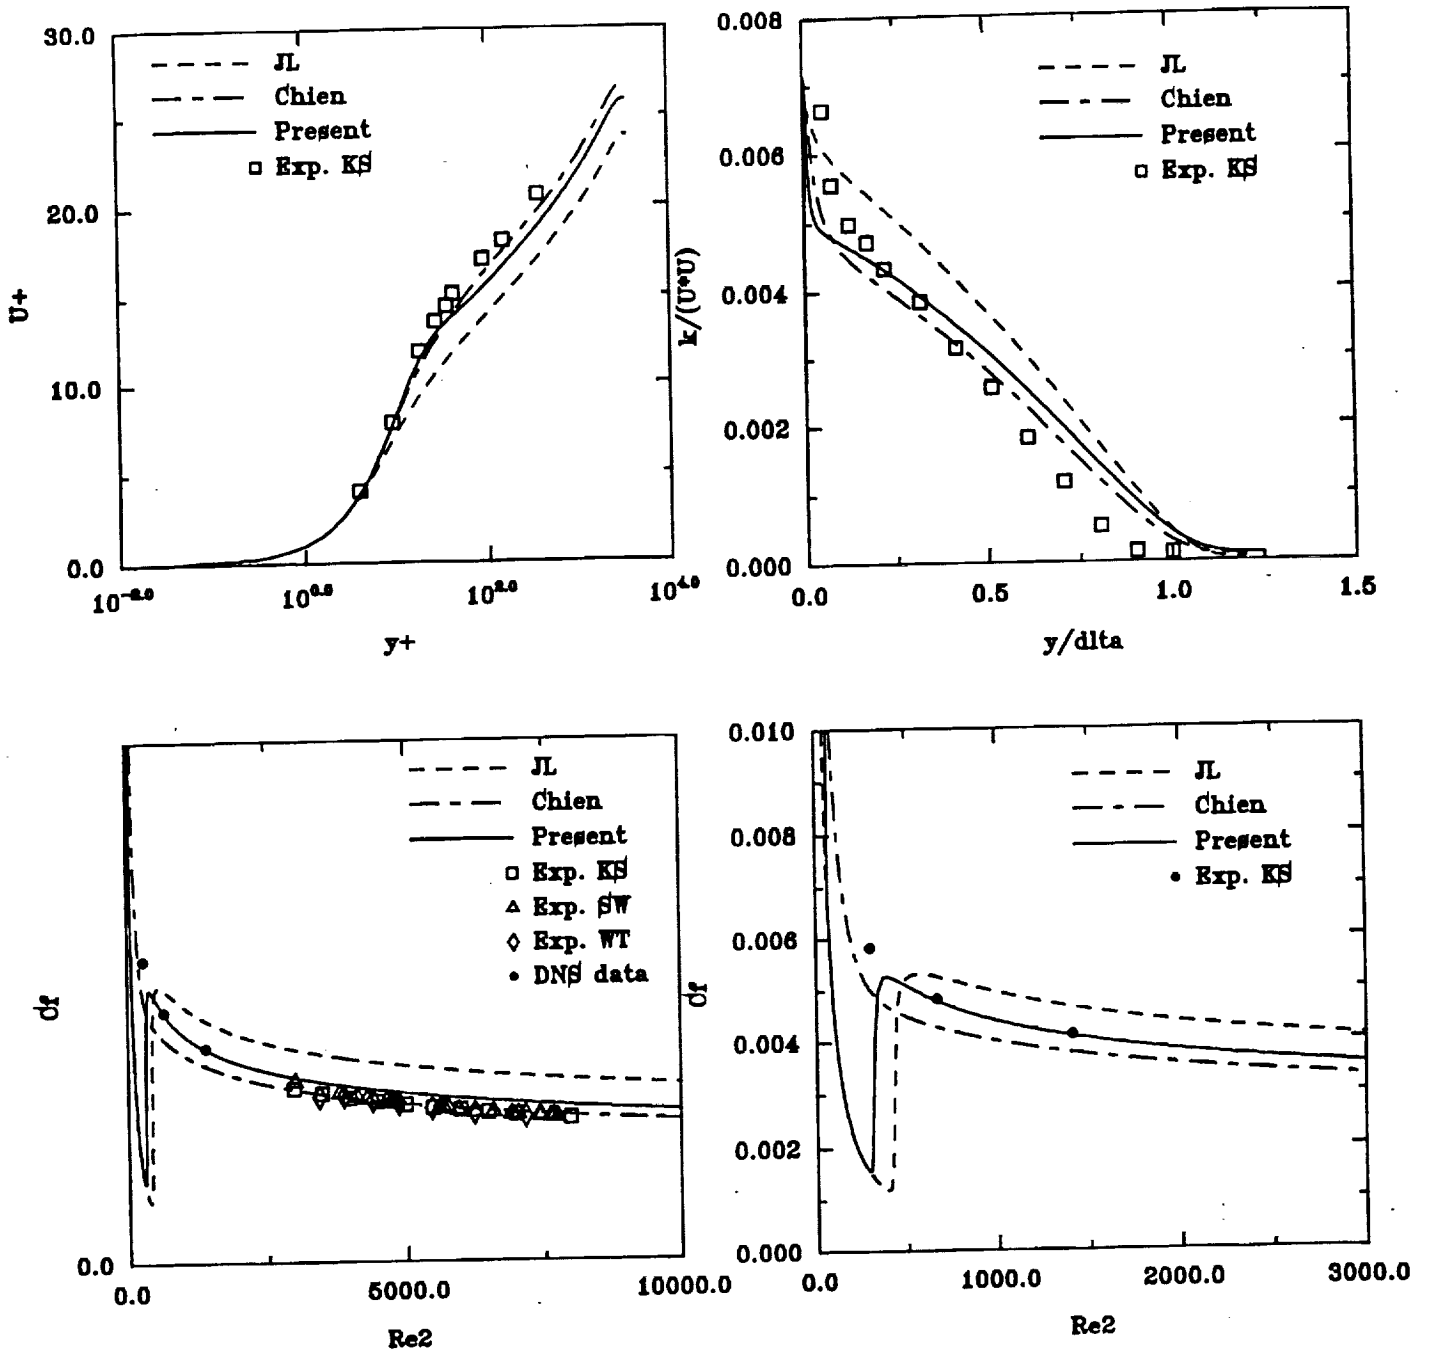 30.0
JL
Chien
Present
Exp. KS
20.0
10.0
0.0
U+
10^-2.0
10^0.5
10^2.0
10^4.0
y+
0.008
JL
Chien
Present
Exp. KS
0.006
0.004
0.002
0.000
k/(U*U)
0.0
0.5
1.0
1.5
y/dlta
JL
Chien
Present
Exp. KS
Exp. SW
Exp. WT
DNS data
cf
0.0
0.0
5000.0
10000.0
Re2
0.010
JL
Chien
Present
Exp. KS
0.008
0.006
0.004
0.002
0.000
cf
0.0
1000.0
2000.0
3000.0
Re2